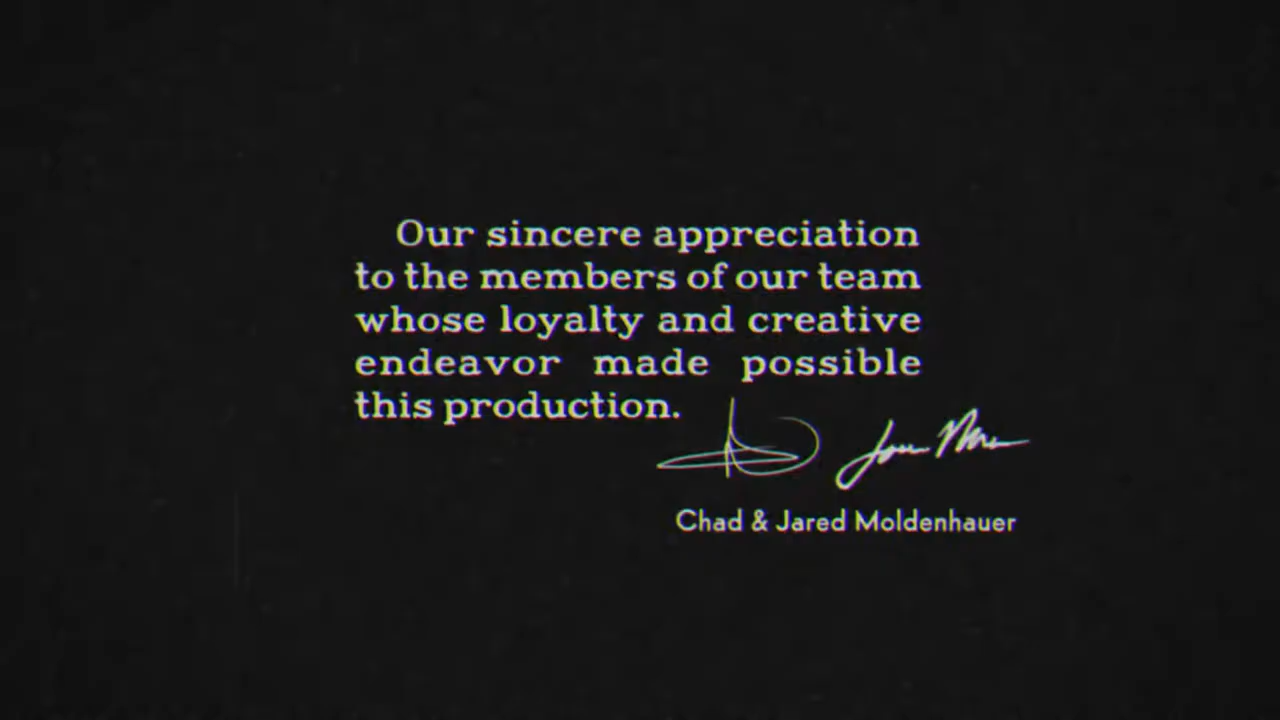 Our sincere appreciation
to the members of our team
whose loyalty and creative
endeavor made possible
this production.
Chad & Jared Moldenhauer